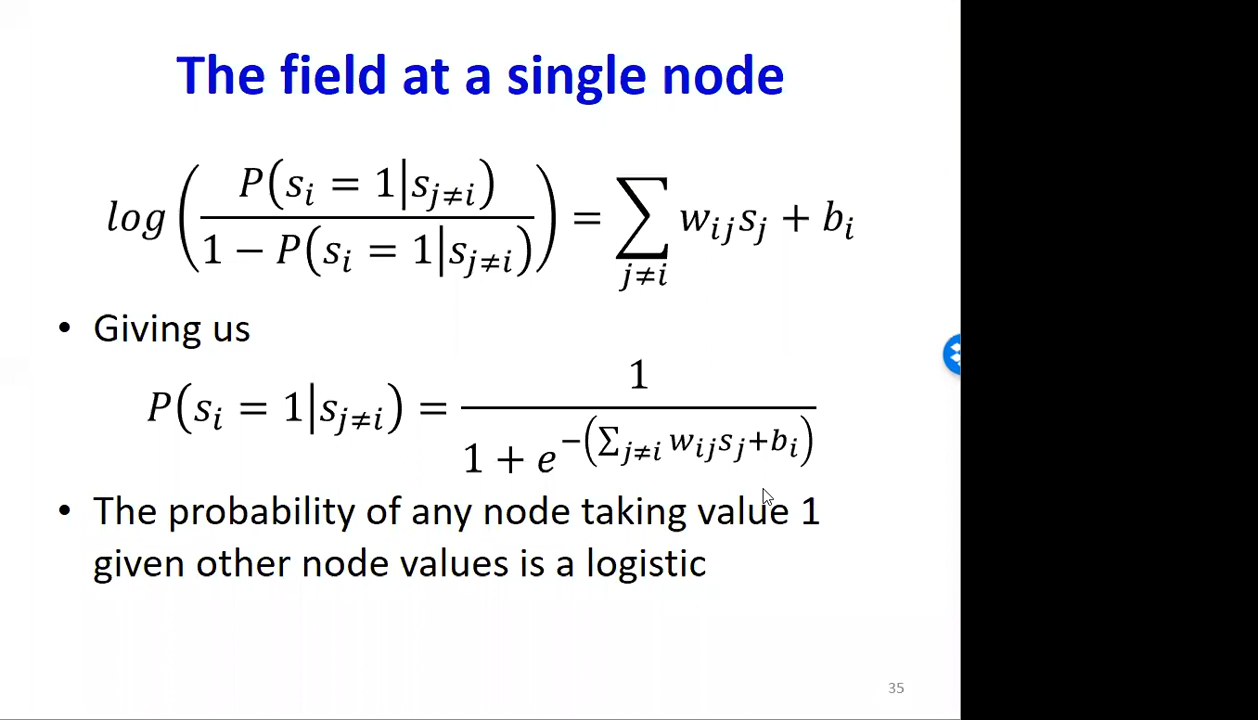 The field at a single node
log(P(s_i = 1|s_{j≠i}) / (1 − P(s_i = 1|s_{j≠i}))) = ∑_{j≠i} w_{ij}s_j + b_i
• Giving us
P(s_i = 1|s_{j≠i}) = 1 / (1 + e^{−(∑_{j≠i} w_{ij}s_j+b_i)})
• The probability of any node taking value 1
given other node values is a logistic
35